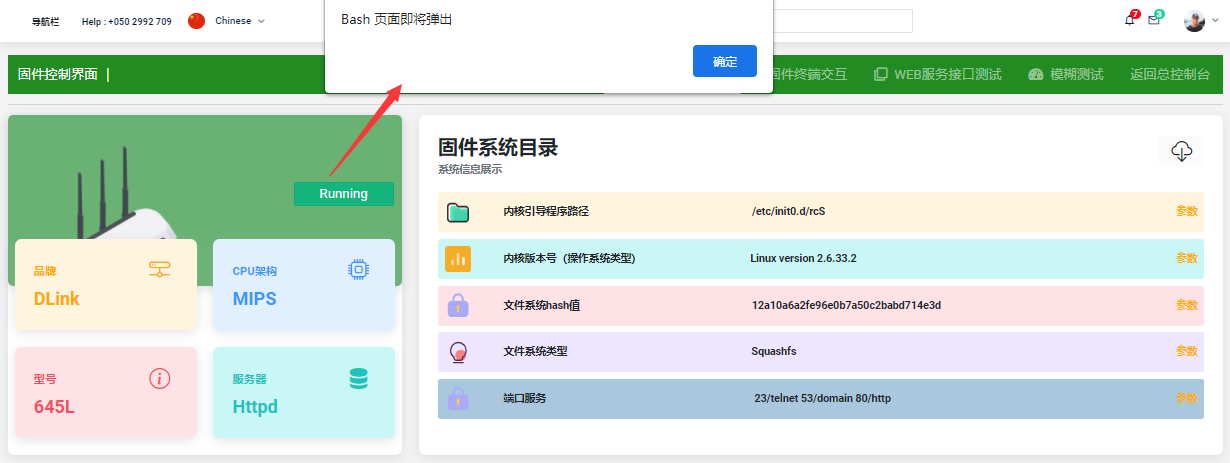 Bash 页面即将弹出
确定
导航栏
Help : +050 2992 709
Chinese
7
3
固件控制界面 |
固件终端交互
WEB服务接口测试
模糊测试
返回总控制台
Running
品牌
DLink
CPU架构
MIPS
型号
645L
服务器
Httpd
固件系统目录
系统信息展示
内核引导程序路径 /etc/init0.d/rcS 参数
内核版本号（操作系统类型） Linux version 2.6.33.2 参数
文件系统hash值 12a10a6a2fe96e0b7a50c2babd714e3d 参数
文件系统类型 Squashfs 参数
端口服务 23/telnet 53/domain 80/http 参数